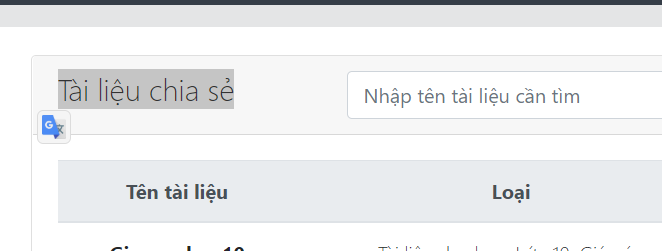 Tài liệu chia sẻ
Nhập tên tài liệu cần tìm
Tên tài liệu
Loại